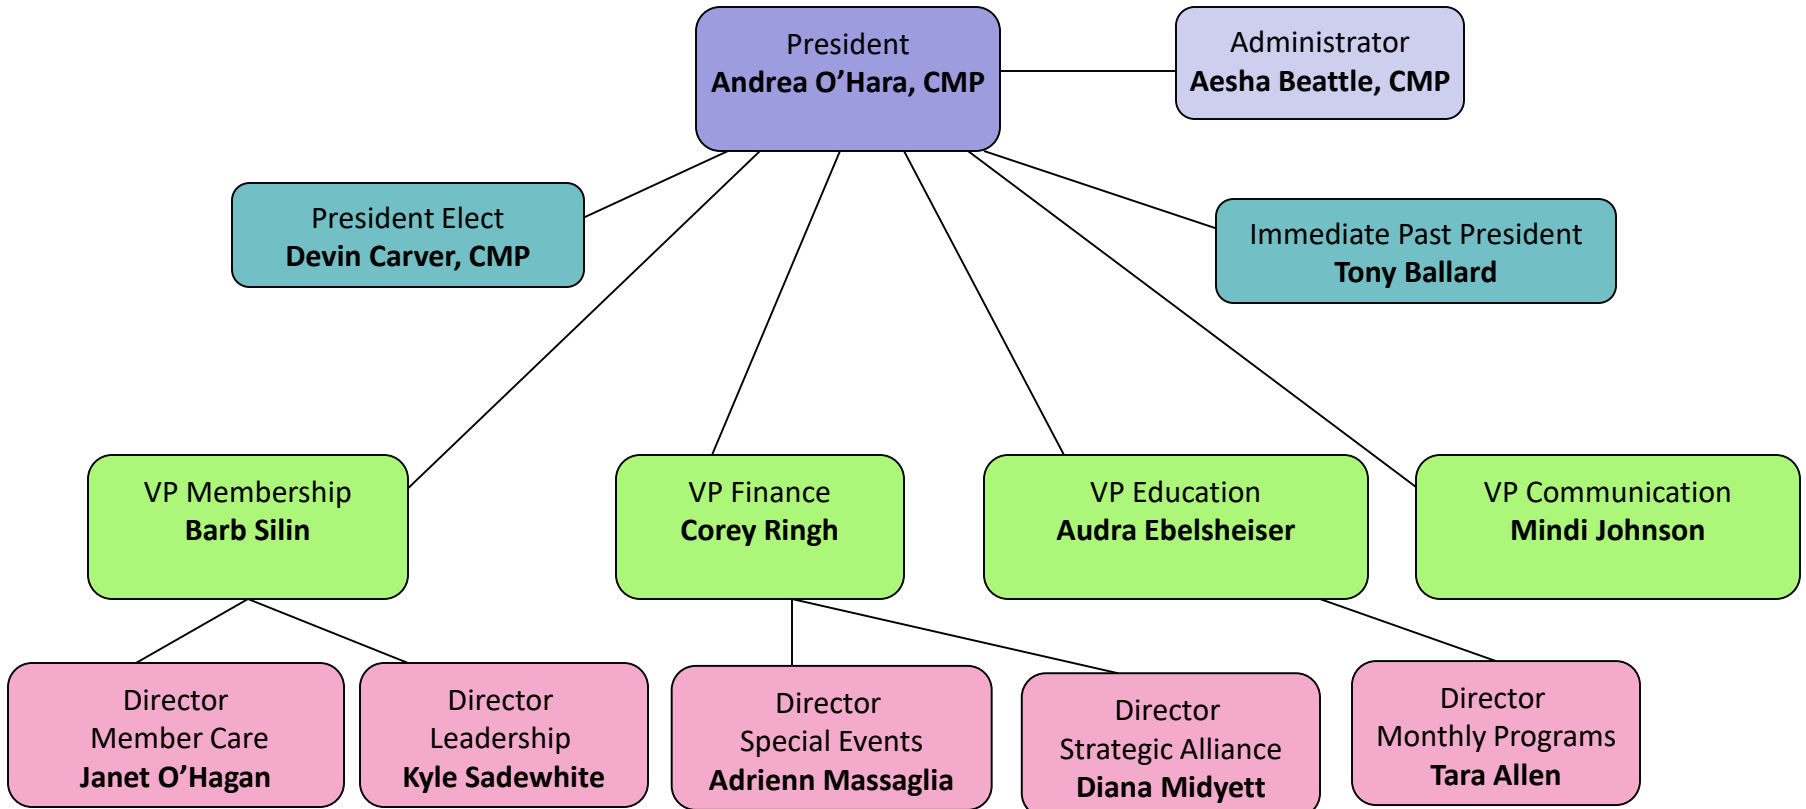 President
Andrea O’Hara, CMP
Administrator
Aesha Beattle, CMP
President Elect
Devin Carver, CMP
Immediate Past President
Tony Ballard
VP Membership
Barb Silin
VP Finance
Corey Ringh
VP Education
Audra Ebelsheiser
VP Communication
Mindi Johnson
Director
Member Care
Janet O’Hagan
Director
Leadership
Kyle Sadewhite
Director
Special Events
Adrienn Massaglia
Director
Strategic Alliance
Diana Midyett
Director
Monthly Programs
Tara Allen